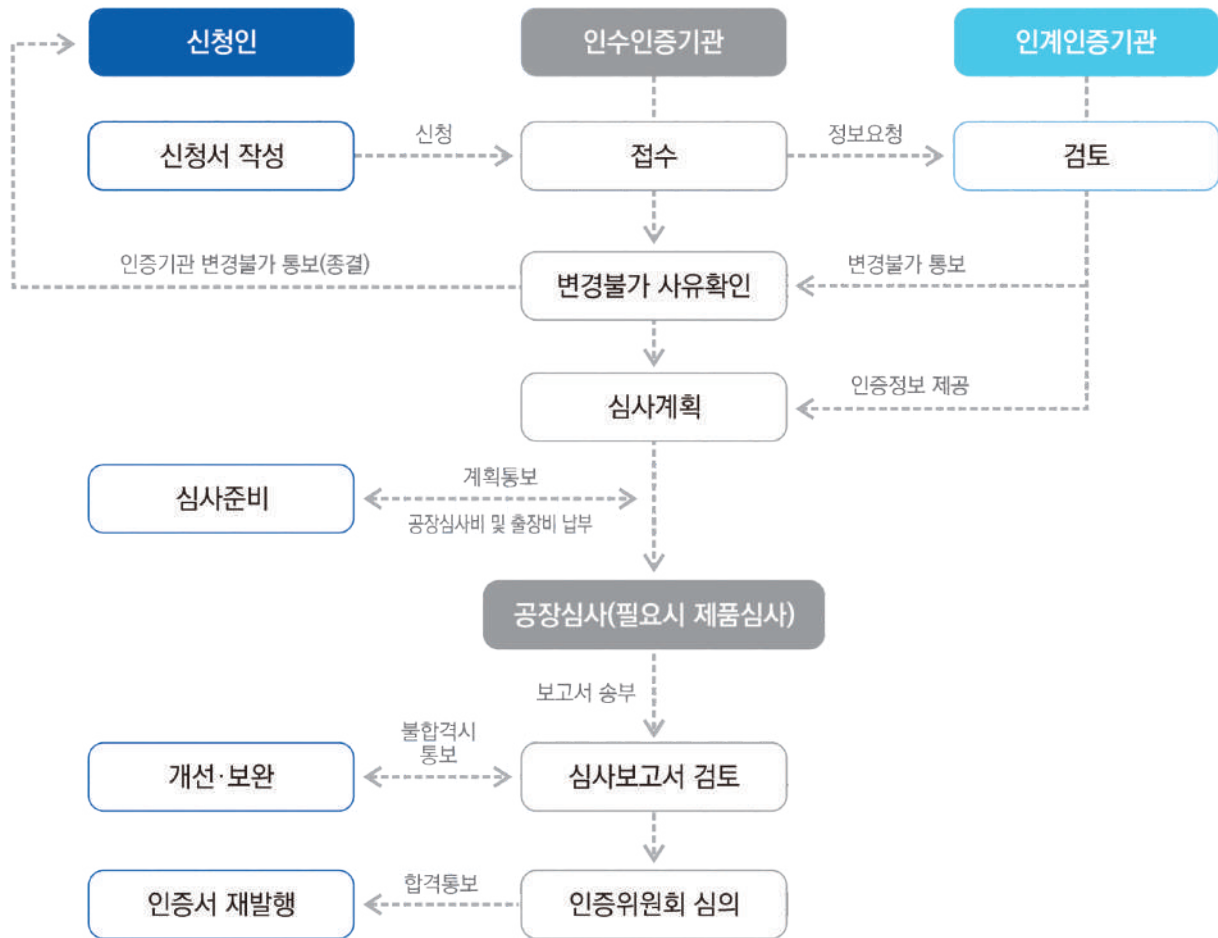 신청인
인수인증기관
인계인증기관
신청서 작성
신청
접수
정보요청
검토
인증기관 변경불가 통보(종결)
변경불가 사유확인
변경불가 통보
심사계획
인증정보 제공
심사준비
계획통보
공장심사비 및 출장비 납부
공장심사(필요시 제품심사)
보고서 송부
개선·보완
불합격시
통보
심사보고서 검토
인증서 재발행
합격통보
인증위원회 심의